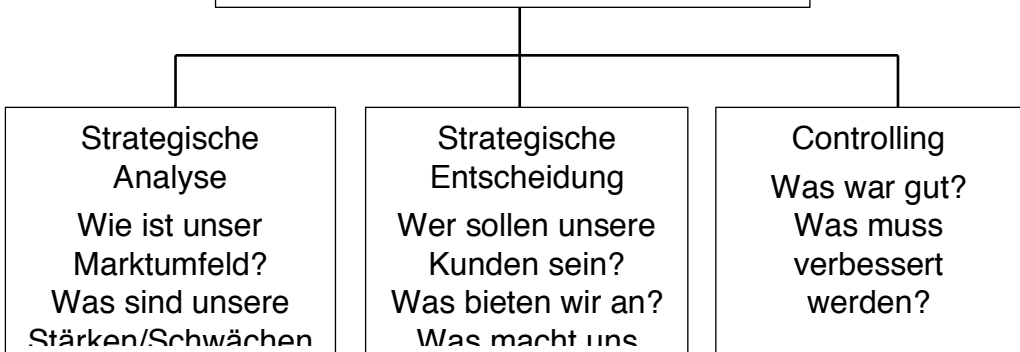 Strategische
Analyse
Wie ist unser
Marktumfeld?
Was sind unsere
Stärken/Schwächen
Strategische
Entscheidung
Wer sollen unsere
Kunden sein?
Was bieten wir an?
Was macht uns
Controlling
Was war gut?
Was muss
verbessert
werden?